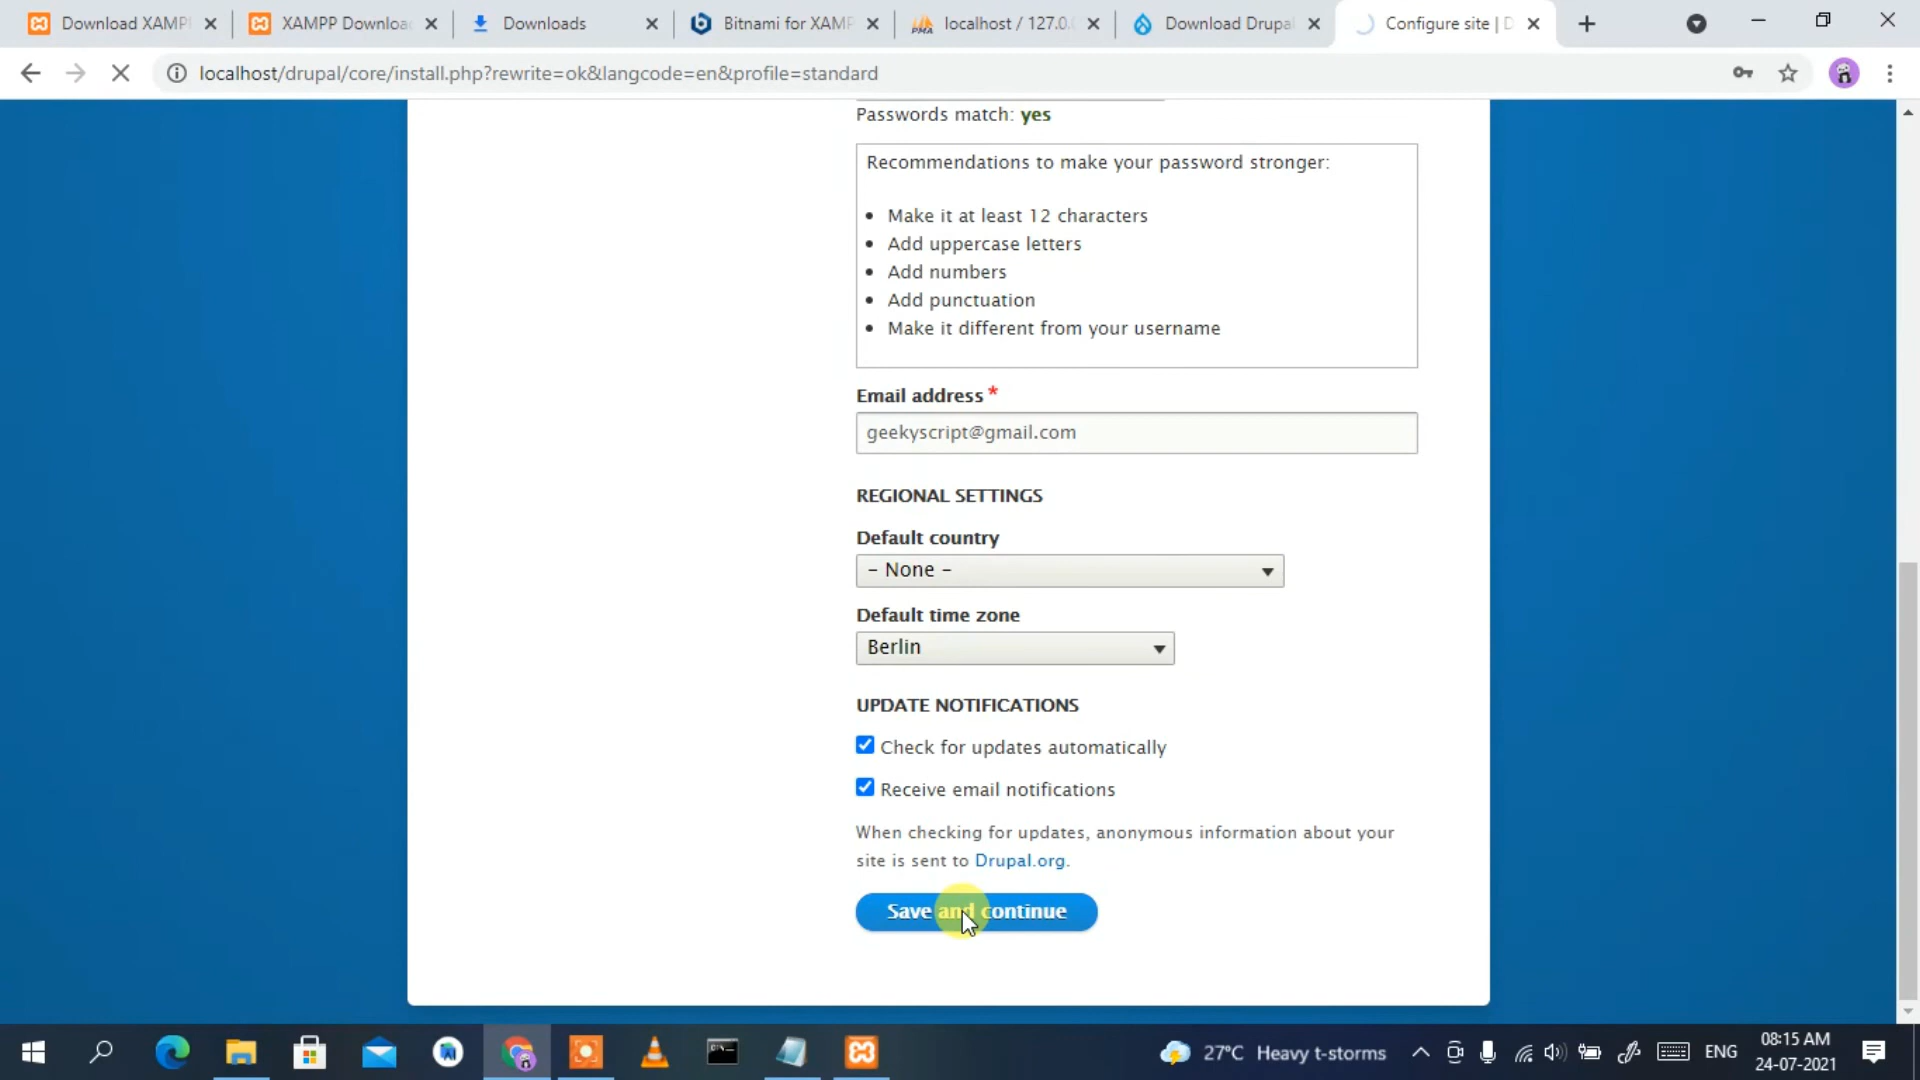 Download XAMPP
XAMPP Download
Downloads
Bitnami for XAMP
localhost / 127.0.
Download Drupal
Configure site | D
localhost/drupal/core/install.php?rewrite=ok&langcode=en&profile=standard
Passwords match: yes
Recommendations to make your password stronger:
Make it at least 12 characters
Add uppercase letters
Add numbers
Add punctuation
Make it different from your username
Email address *
geekyscript@gmail.com
REGIONAL SETTINGS
Default country
- None -
Default time zone
Berlin
UPDATE NOTIFICATIONS
Check for updates automatically
Receive email notifications
When checking for updates, anonymous information about your
site is sent to Drupal.org.
Save and continue
27°C Heavy t-storms
ENG
08:15 AM
24-07-2021